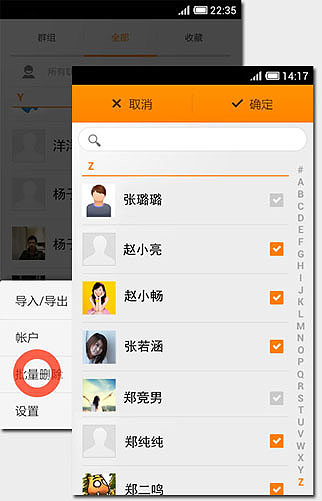 22:35
群组 全部 收藏
所有联
Y
洋
杨
杨子
导入/导出
帐户
批量删除
设置
14:17
取消 确定
Z
张璐璐
赵小亮
赵小畅
张若涵
郑竞男
郑纯纯
郑二鸣
#
A
B
C
D
E
F
G
H
I
J
K
L
M
N
O
P
Q
R
S
T
U
V
W
X
Y
Z